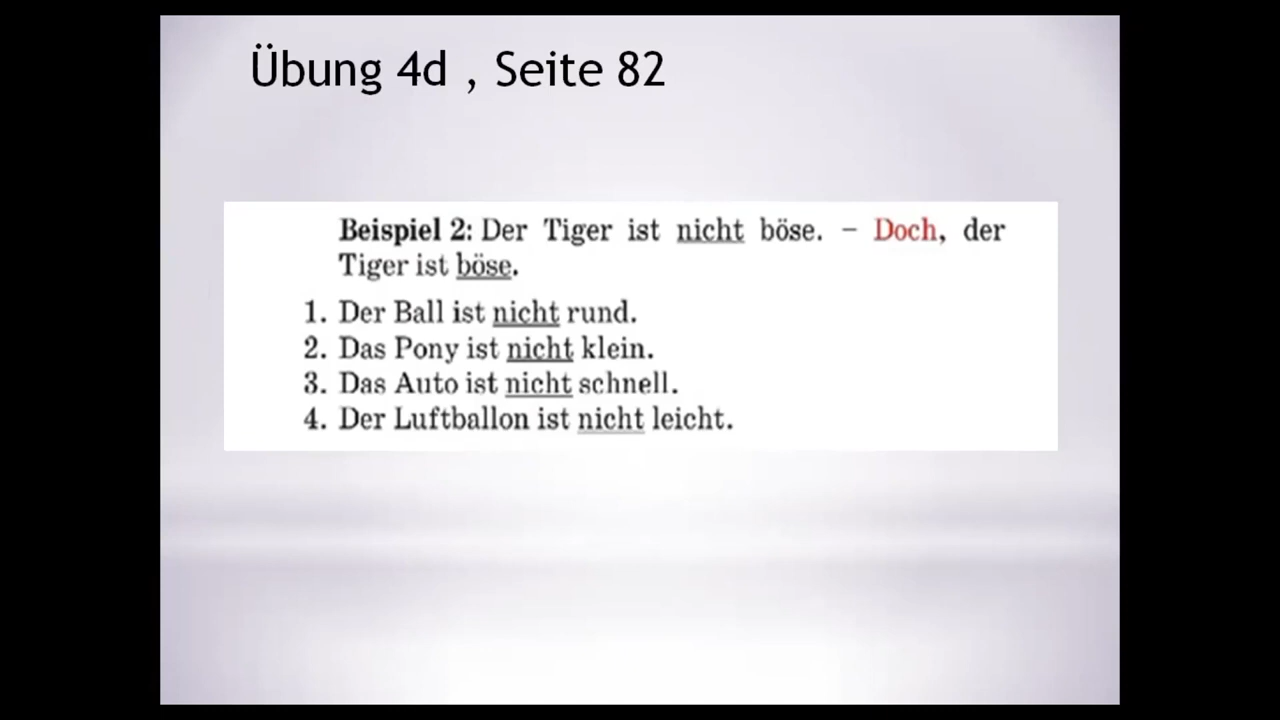 Übung 4d , Seite 82
Beispiel 2: Der Tiger ist nicht böse. – Doch, der
Tiger ist böse.
1. Der Ball ist nicht rund.
2. Das Pony ist nicht klein.
3. Das Auto ist nicht schnell.
4. Der Luftballon ist nicht leicht.